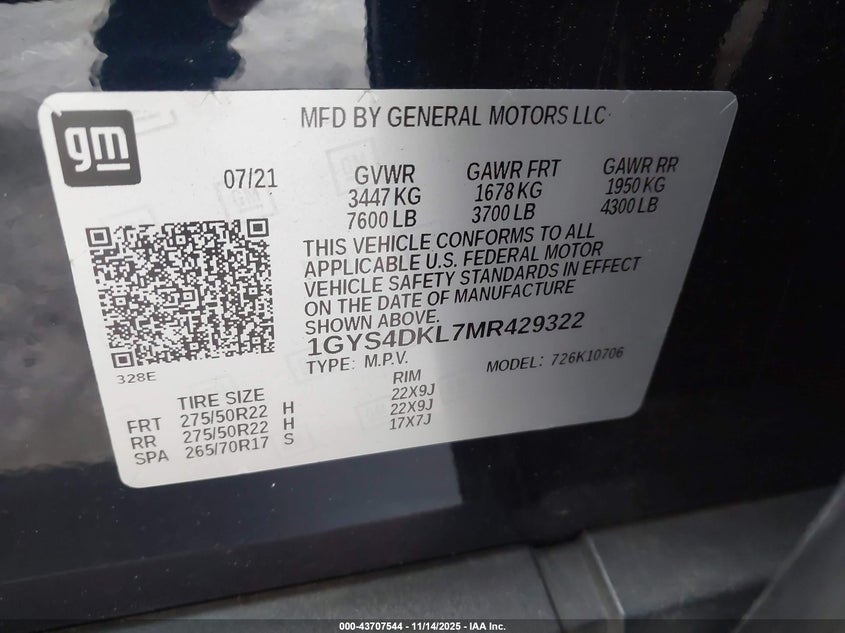 gm
MFD BY GENERAL MOTORS LLC
07/21
GVWR
3447 KG
7600 LB
GAWR FRT
1678 KG
3700 LB
GAWR RR
1950 KG
4300 LB
THIS VEHICLE CONFORMS TO ALL
APPLICABLE U.S. FEDERAL MOTOR
VEHICLE SAFETY STANDARDS IN EFFECT
ON THE DATE OF MANUFACTURE
SHOWN ABOVE.
1GYS4DKL7MR429322
TYPE: M.P.V.
MODEL: 726K10706
328E
TIRE SIZE
RIM
FRT 275/50R22 H 22X9J
RR 275/50R22 H 22X9J
SPA 265/70R17 S 17X7J
000-43707544 — 11/14/2025 — IAA Inc.